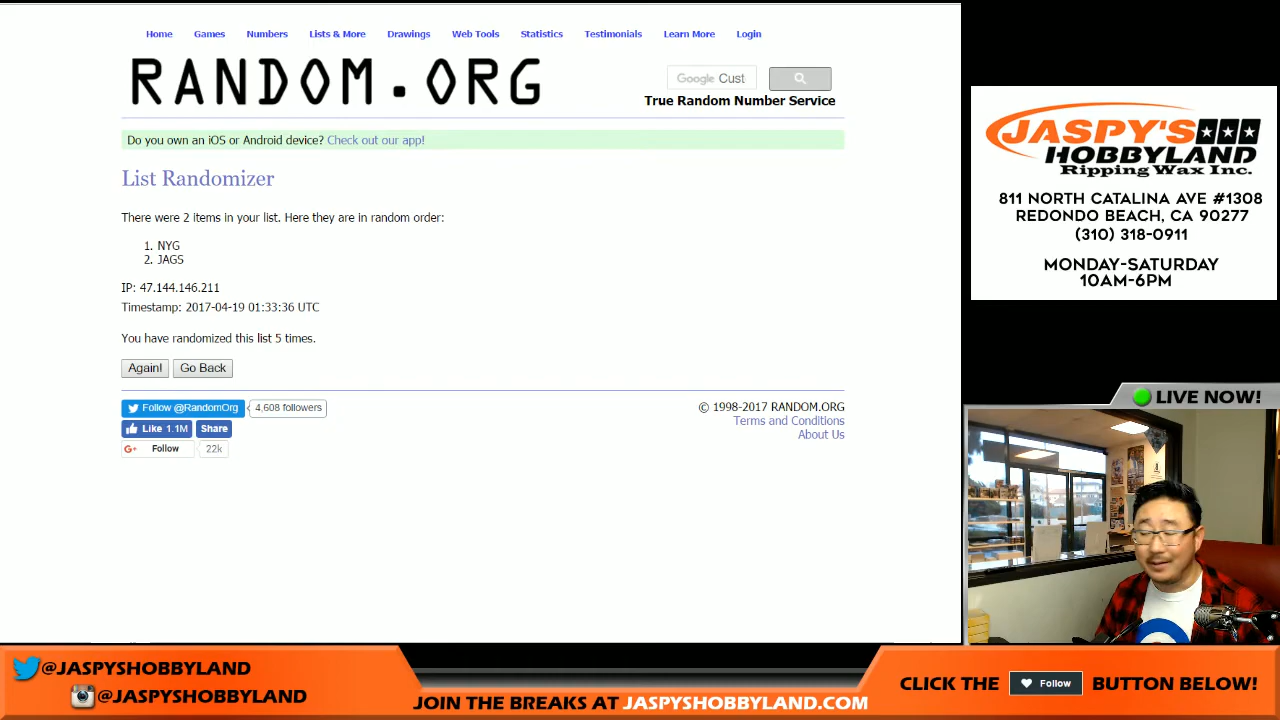 Home Games Numbers Lists & More Drawings Web Tools Statistics Testimonials Learn More Login
RANDOM.ORG
Google Cust
True Random Number Service
Do you own an iOS or Android device? Check out our app!
List Randomizer
There were 2 items in your list. Here they are in random order:
1. NYG
2. JAGS
IP: 47.144.146.211
Timestamp: 2017-04-19 01:33:36 UTC
You have randomized this list 5 times.
Again! Go Back
Follow @RandomOrg 4,608 followers
Like 1.1M Share
G+ Follow 22k
© 1998-2017 RANDOM.ORG
Terms and Conditions
About Us
JASPY'S
HOBBYLAND
Ripping Wax Inc.
811 NORTH CATALINA AVE #1308
REDONDO BEACH, CA 90277
(310) 318-0911
MONDAY-SATURDAY
10AM-6PM
LIVE NOW!
@JASPYSHOBBYLAND
@JASPYSHOBBYLAND
JOIN THE BREAKS AT JASPYSHOBBYLAND.COM
CLICK THE Follow BUTTON BELOW!